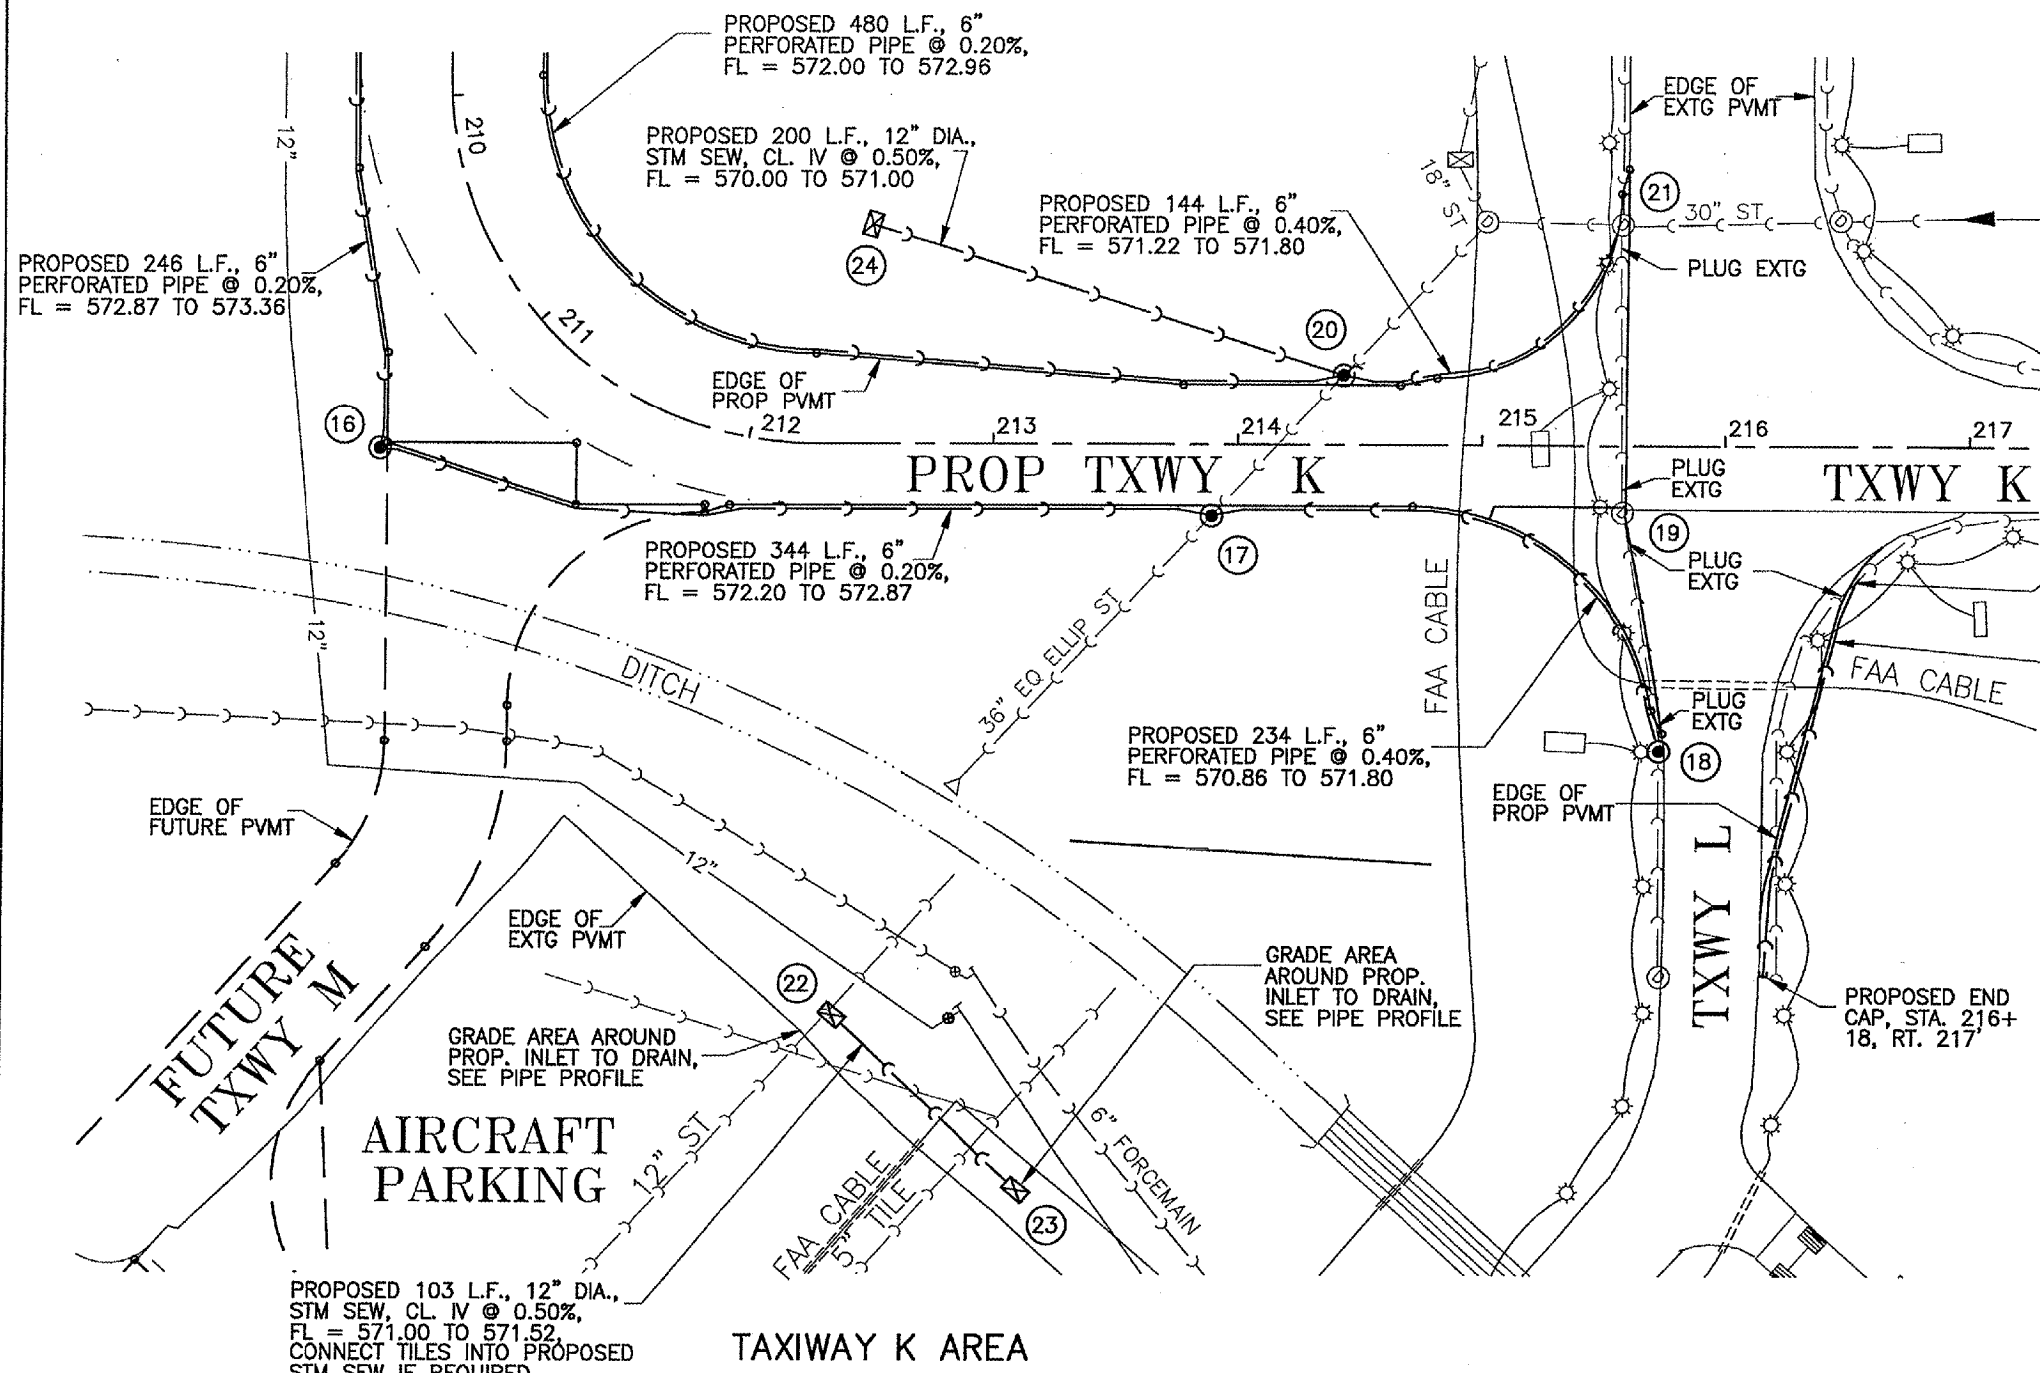 PROPOSED 480 L.F., 6"
PERFORATED PIPE @ 0.20%,
FL = 572.00 TO 572.96
PROPOSED 200 L.F., 12" DIA.,
STM SEW, CL. IV @ 0.50%,
FL = 570.00 TO 571.00
PROPOSED 144 L.F., 6"
PERFORATED PIPE @ 0.40%,
FL = 571.22 TO 571.80
EDGE OF
EXTG PVMT
18" ST
21
30" ST
PLUG EXTG
12"
210
211
24
20
PROPOSED 246 L.F., 6"
PERFORATED PIPE @ 0.20%,
FL = 572.87 TO 573.36
EDGE OF
PROP PVMT
16
212
213
214
215
216
217
PROP TXWY K
TXWY K
PLUG
EXTG
19
17
PLUG
EXTG
PROPOSED 344 L.F., 6"
PERFORATED PIPE @ 0.20%,
FL = 572.20 TO 572.87
12"
DITCH
36" EQ ELLIP ST
FAA CABLE
FAA CABLE
PLUG
EXTG
PROPOSED 234 L.F., 6"
PERFORATED PIPE @ 0.40%,
FL = 570.86 TO 571.80
18
EDGE OF
PROP PVMT
EDGE OF
FUTURE PVMT
12"
TXWY L
EDGE OF
EXTG PVMT
FUTURE
TXWY M
22
GRADE AREA
AROUND PROP.
INLET TO DRAIN,
SEE PIPE PROFILE
PROPOSED END
CAP, STA. 216+
18, RT. 217'
GRADE AREA AROUND
PROP. INLET TO DRAIN,
SEE PIPE PROFILE
AIRCRAFT
PARKING
12" ST
FAA CABLE
5" TILE
6" FORCEMAIN
23
PROPOSED 103 L.F., 12" DIA.,
STM SEW, CL. IV @ 0.50%,
FL = 571.00 TO 571.52,
CONNECT TILES INTO PROPOSED
STM SEW IF REQUIRED
TAXIWAY K AREA